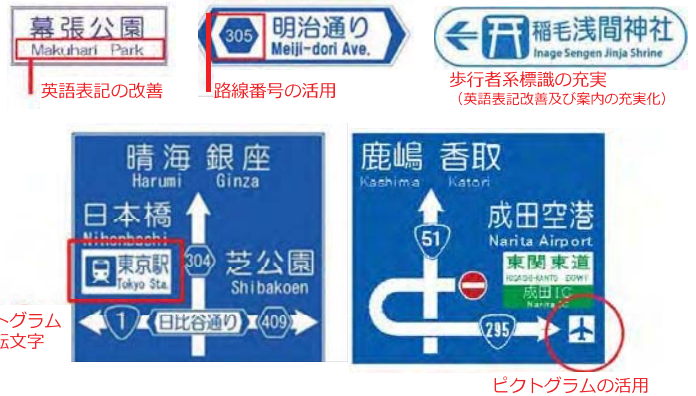 幕張公園
Makuhari Park
英語表記の改善
305
明治通り
Meiji-dori Ave.
路線番号の活用
稲毛浅間神社
Inage Sengen Jinja Shrine
歩行者系標識の充実
（英語表記改善及び案内の充実化）
晴海 銀座
Harumi Ginza
日本橋
Nihonbashi
東京駅
Tokyo Sta.
304
芝公園
Shibakoen
1
日比谷通り
409
トグラム
転文字
鹿嶋 香取
Kashima Katori
51
成田空港
Narita Airport
東関東道
HIGASHI-KANTO EXPWY
成田IC
Narita IC
295
ピクトグラムの活用